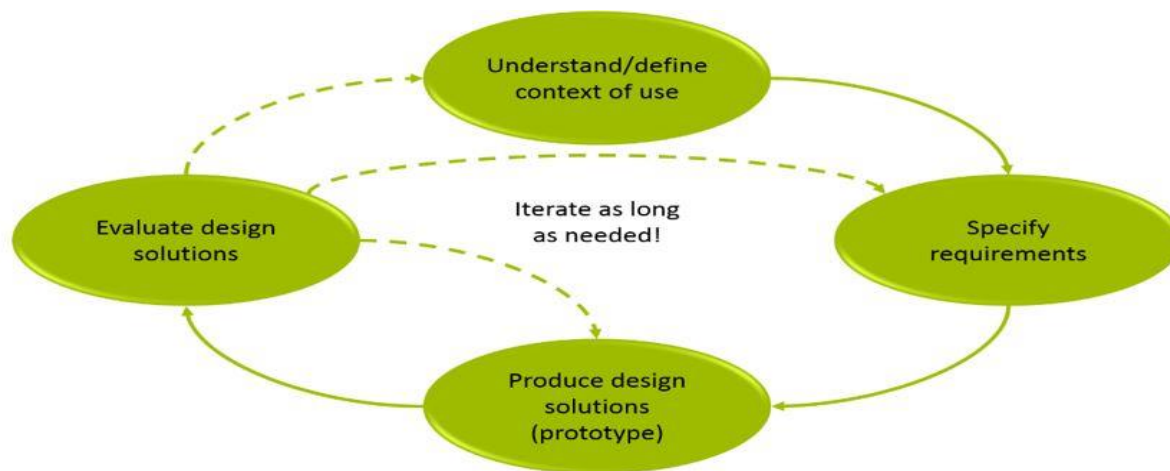 Understand/define
context of use
Iterate as long
as needed!
Evaluate design
solutions
Specify
requirements
Produce design
solutions
(prototype)